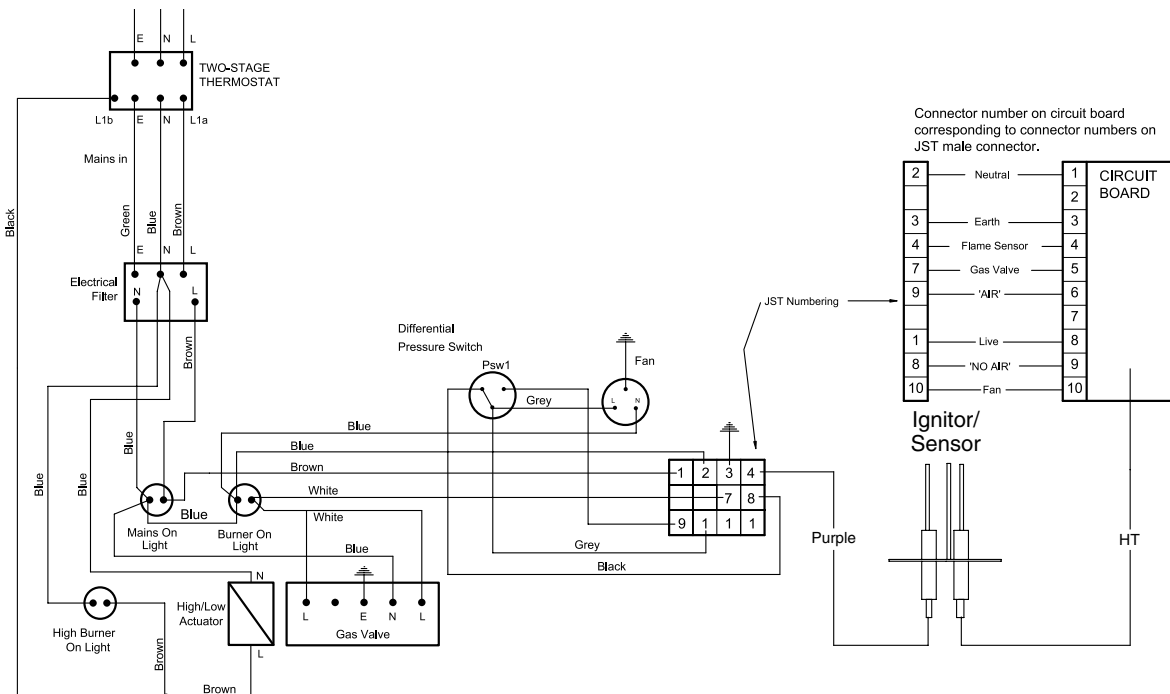 E N L
TWO-STAGE
THERMOSTAT
L1b E N L1a
Mains in
Black
Green
Blue
Brown
E N L
Electrical
Filter
N L
Brown
Blue
Blue
Blue
Mains On
Light
Blue
Burner On
Light
High Burner
On Light
Brown
Brown
High/Low
Actuator
N
L
Differential
Pressure Switch
Psw1
Grey
Fan
L N
Blue
Blue
Brown
White
White
Blue
Grey
Black
L E N L
Gas Valve
1 2 3 4
7 8
9 1 1 1
JST Numbering
Purple
Connector number on circuit board
corresponding to connector numbers on
JST male connector.
CIRCUIT
BOARD
2 Neutral 1
2
3 Earth 3
4 Flame Sensor 4
7 Gas Valve 5
9 'AIR' 6
7
1 Live 8
8 'NO AIR' 9
10 Fan 10
Ignitor/
Sensor
HT